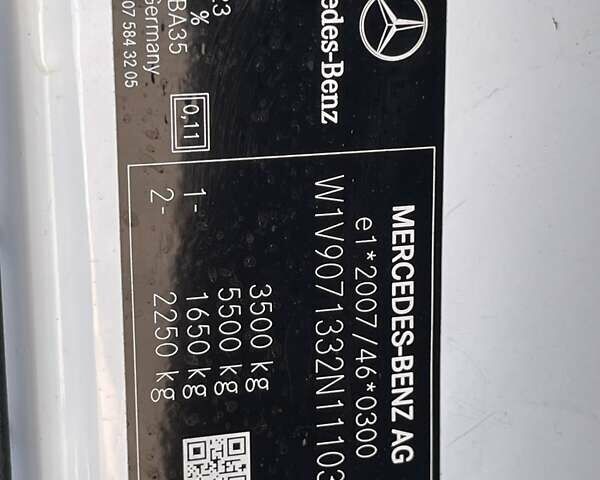 MERCEDES-BENZ AG
e1*2007/46*0300
W1V9071332N11103
3500 kg
5500 kg
1- 1650 kg
2- 2250 kg
edes-Benz
%
BA35
Germany-
07 584 32 05
0,11